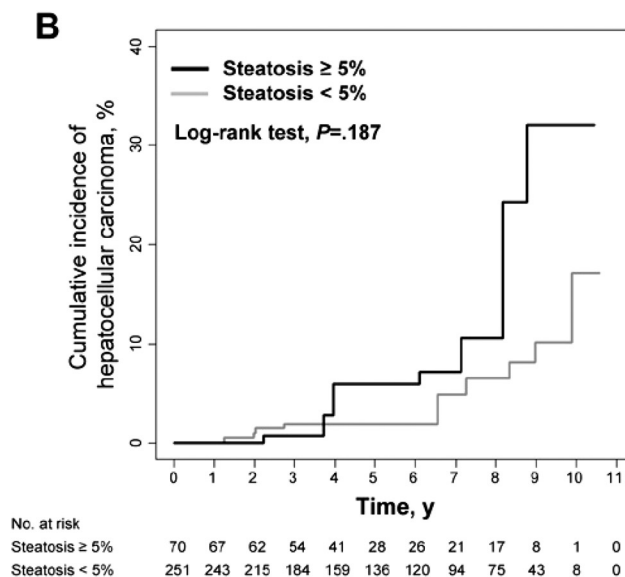 B
Steatosis ≥ 5%
Steatosis < 5%
Log-rank test, P=.187
Cumulative incidence of
hepatocellular carcinoma, %
40
30
20
10
0
0 1 2 3 4 5 6 7 8 9 10 11
Time, y
No. at risk
Steatosis ≥ 5% 70 67 62 54 41 28 26 21 17 8 1 0
Steatosis < 5% 251 243 215 184 159 136 120 94 75 43 8 0